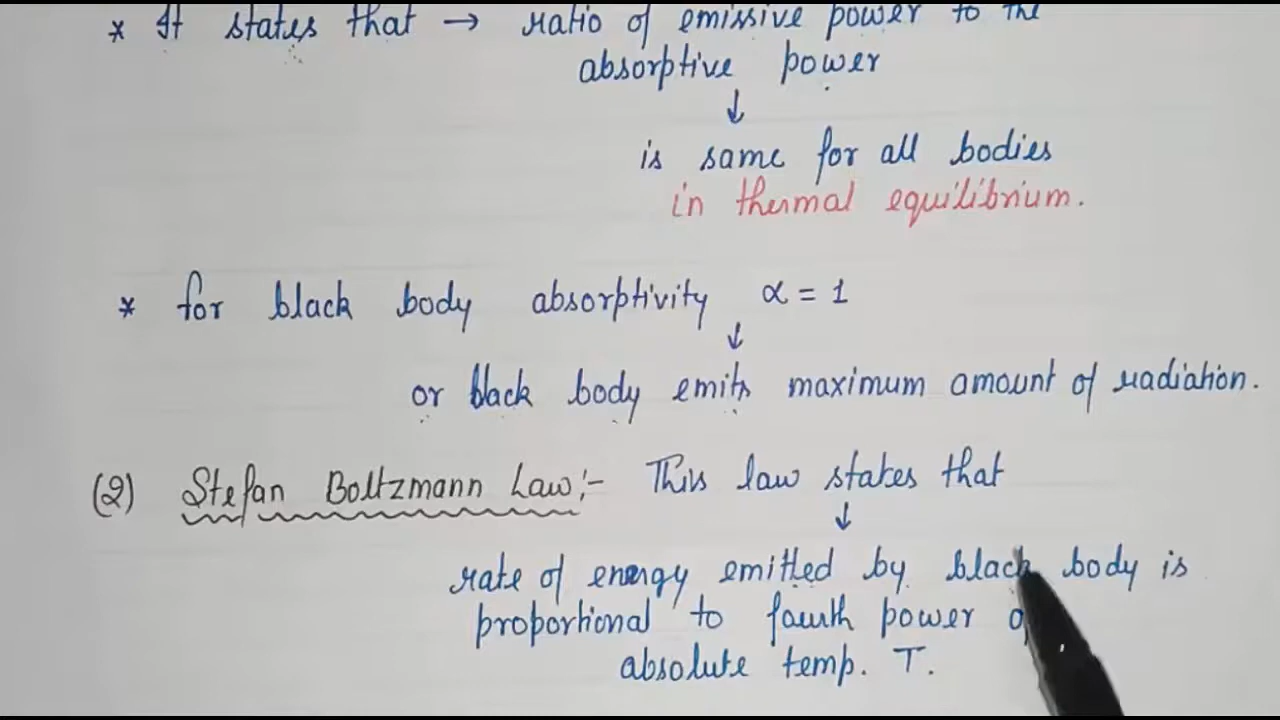 * It states that → ratio of emissive power to the
absorptive power
↓
is same for all bodies
in thermal equilibrium.
* for black body absorptivity α = 1
↓
or black body emits maximum amount of radiation.
(2) Stefan Boltzmann Law:- This law states that
↓
rate of energy emitted by black body is
proportional to fourth power
absolute temp. T.